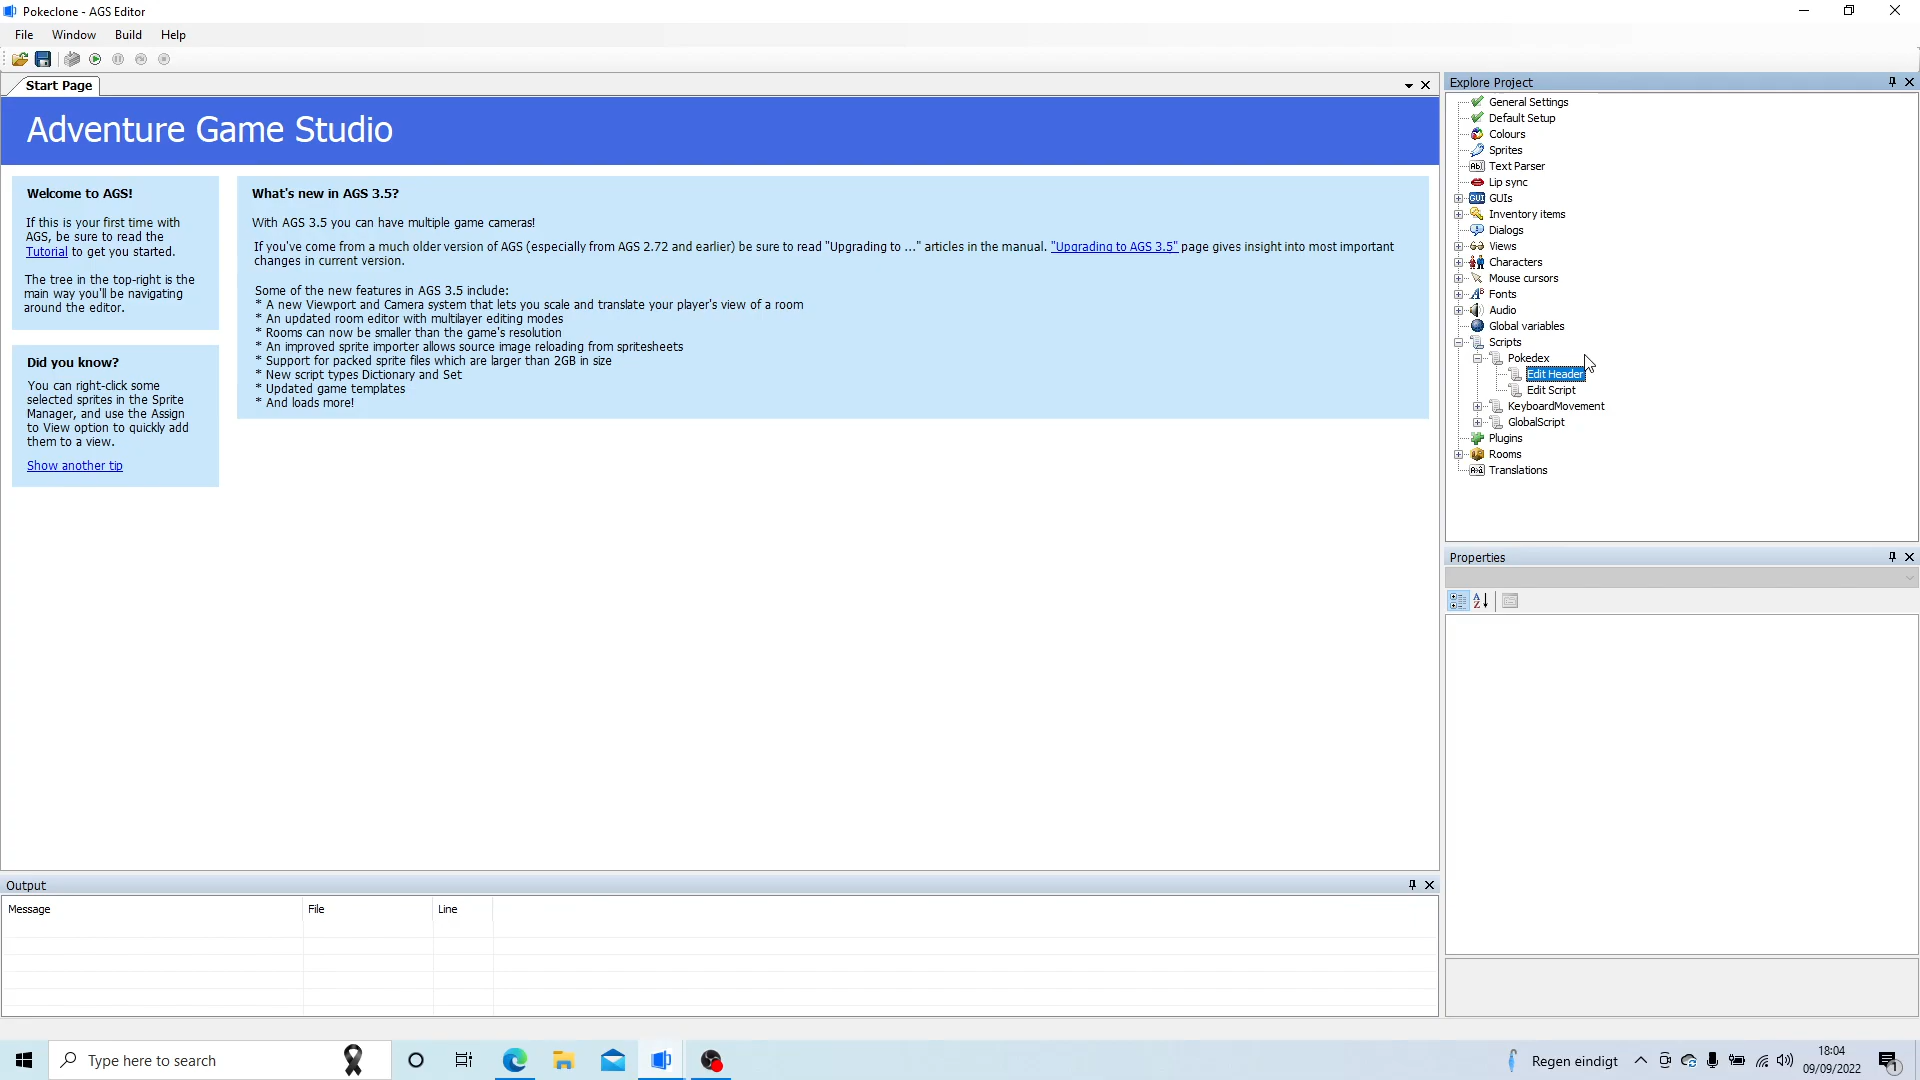 Pokeclone - AGS Editor
File Window Build Help
Start Page
Adventure Game Studio
Welcome to AGS!
If this is your first time with
AGS, be sure to read the
Tutorial to get you started.
The tree in the top-right is the
main way you'll be navigating
around the editor.
Did you know?
You can right-click some
selected sprites in the Sprite
Manager, and use the Assign
to View option to quickly add
them to a view.
Show another tip
What's new in AGS 3.5?
With AGS 3.5 you can have multiple game cameras!
If you've come from a much older version of AGS (especially from AGS 2.72 and earlier) be sure to read "Upgrading to ..." articles in the manual. "Upgrading to AGS 3.5" page gives insight into most important
changes in current version.
Some of the new features in AGS 3.5 include:
* A new Viewport and Camera system that lets you scale and translate your player's view of a room
* An updated room editor with multilayer editing modes
* Rooms can now be smaller than the game's resolution
* An improved sprite importer allows source image reloading from spritesheets
* Support for packed sprite files which are larger than 2GB in size
* New script types Dictionary and Set
* Updated game templates
* And loads more!
Explore Project
General Settings
Default Setup
Colours
Sprites
Text Parser
Lip sync
GUI GUIs
Inventory items
Dialogs
Views
Characters
Mouse cursors
Fonts
Audio
Global variables
Scripts
Pokedex
Edit Header
Edit Script
KeyboardMovement
GlobalScript
Plugins
Rooms
Translations
Properties
Output
Message File Line
Type here to search
Regen eindigt
18:04
09/09/2022
1